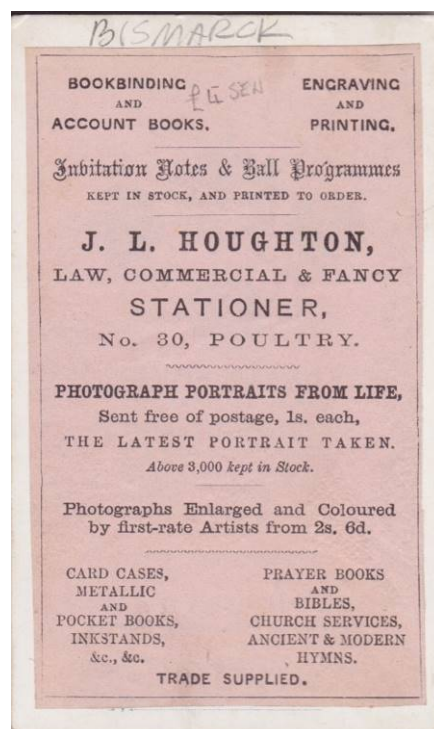 BISMARCK
BOOKBINDING
AND
ACCOUNT BOOKS.
ENGRAVING
AND
PRINTING.
Invitation Notes & Ball Programmes
KEPT IN STOCK, AND PRINTED TO ORDER.
J. L. HOUGHTON,
LAW, COMMERCIAL & FANCY
STATIONER,
No. 30, POULTRY.
PHOTOGRAPH PORTRAITS FROM LIFE,
Sent free of postage, 1s. each,
THE LATEST PORTRAIT TAKEN.
Above 3,000 kept in Stock.
Photographs Enlarged and Coloured
by first-rate Artists from 2s. 6d.
CARD CASES,
METALLIC
AND
POCKET BOOKS,
INKSTANDS,
&c., &c.
PRAYER BOOKS
AND
BIBLES,
CHURCH SERVICES,
ANCIENT & MODERN
HYMNS.
TRADE SUPPLIED.